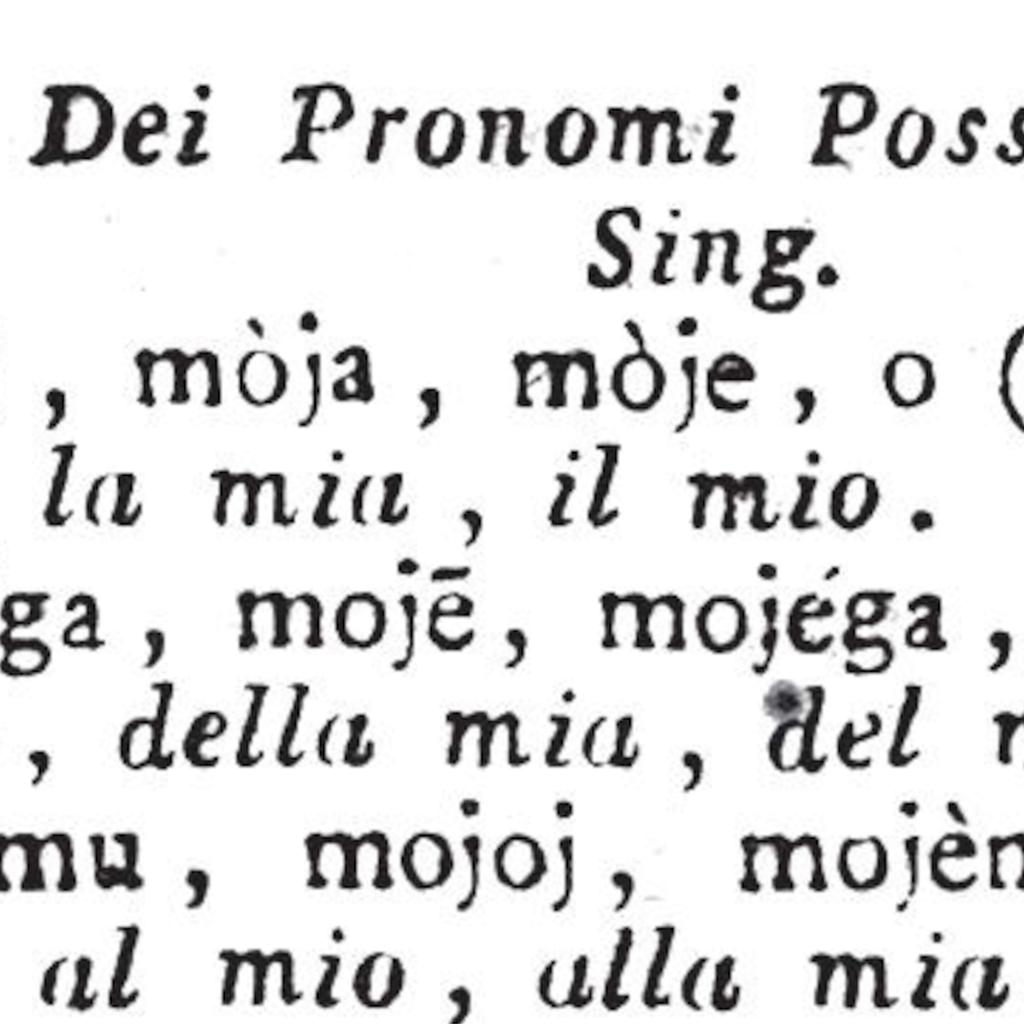 Dei Pronomi Poss
Sing.
, mòja, mòje, o (
la mia, il mio.
ga, mojē, mojéga,
, della mia, del
mu, mojoj, mojèn
al mio, alla mia